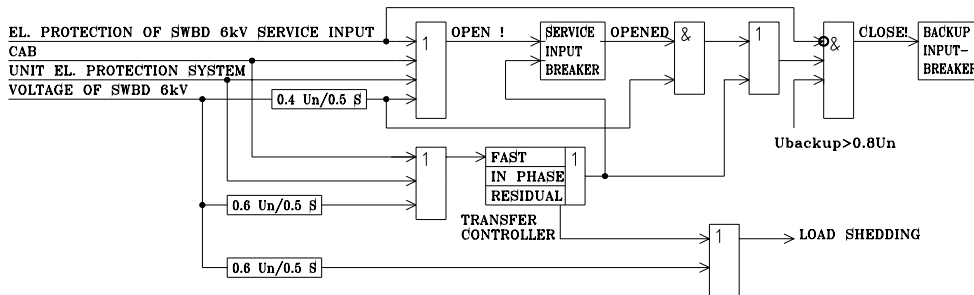 EL. PROTECTION OF SWBD 6kV SERVICE INPUT
CAB
UNIT EL. PROTECTION SYSTEM
VOLTAGE OF SWBD 6kV
0.4 Un/0.5 S
1
OPEN !
SERVICE
INPUT
BREAKER
OPENED
&
1
&
CLOSE!
BACKUP
INPUT-
BREAKER
Ubackup>0.8Un
1
FAST
IN PHASE
RESIDUAL
1
TRANSFER
CONTROLLER
0.6 Un/0.5 S
0.6 Un/0.5 S
1
LOAD SHEDDING